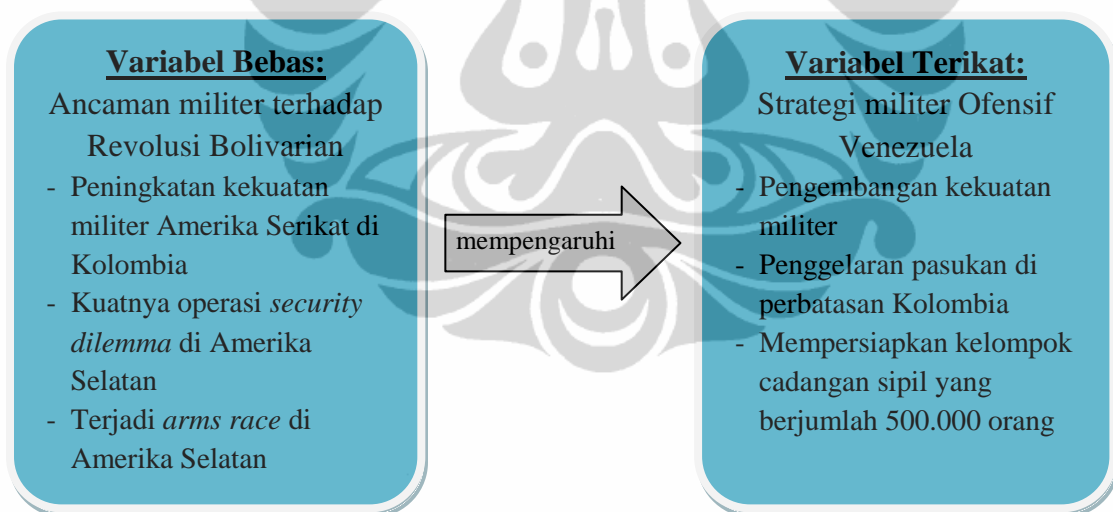 Variabel Bebas:
Ancaman militer terhadap
Revolusi Bolivarian
- Peningkatan kekuatan
militer Amerika Serikat di
Kolombia
- Kuatnya operasi security
dilemma di Amerika
Selatan
- Terjadi arms race di
Amerika Selatan
mempengaruhi
Variabel Terikat:
Strategi militer Ofensif
Venezuela
- Pengembangan kekuatan
militer
- Penggelaran pasukan di
perbatasan Kolombia
- Mempersiapkan kelompok
cadangan sipil yang
berjumlah 500.000 orang